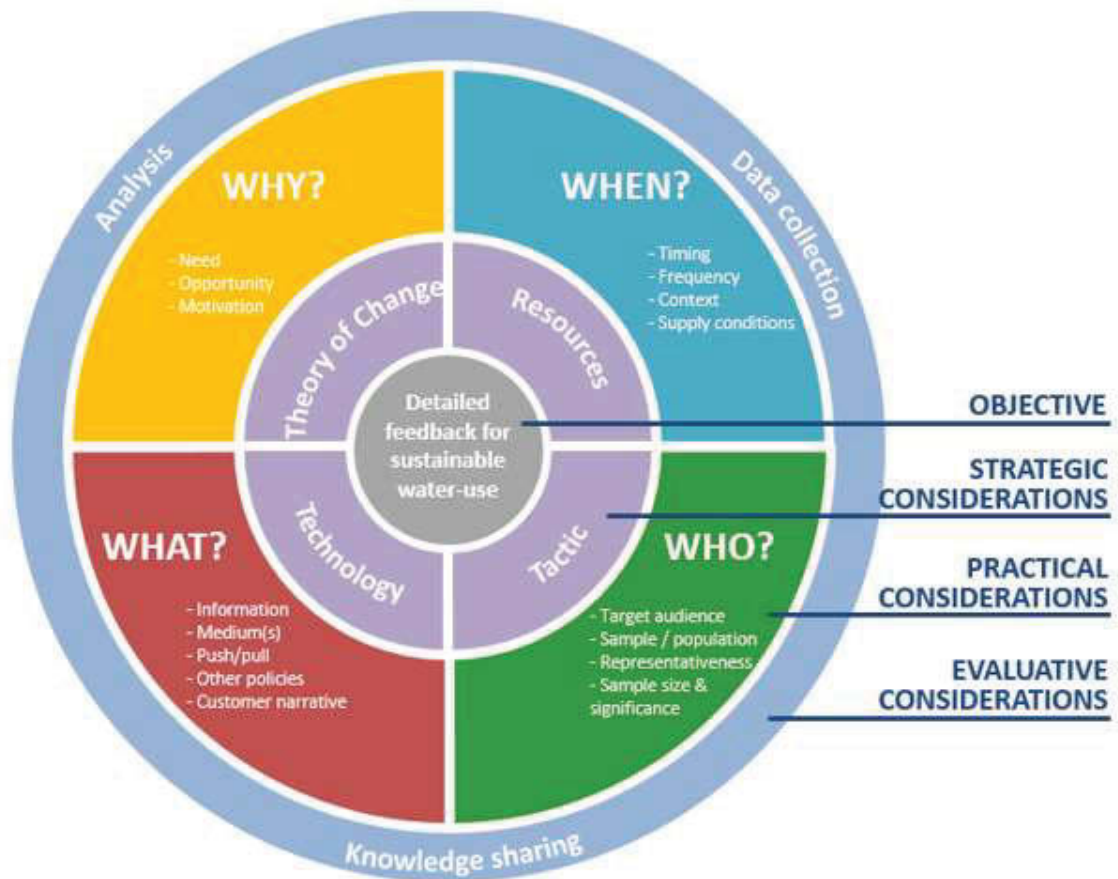 Analysis
Data collection
WHY?
- Need
- Opportunity
- Motivation
WHEN?
- Timing
- Frequency
- Context
- Supply conditions
Theory of Change
Resources
Detailed
feedback for
sustainable
water-use
OBJECTIVE
STRATEGIC
CONSIDERATIONS
PRACTICAL
CONSIDERATIONS
EVALUATIVE
CONSIDERATIONS
Technology
Tactic
WHAT?
- Information
- Medium(s)
- Push/pull
- Other policies
- Customer narrative
WHO?
- Target audience
- Sample / population
- Representativeness
- Sample size &
significance
Knowledge sharing